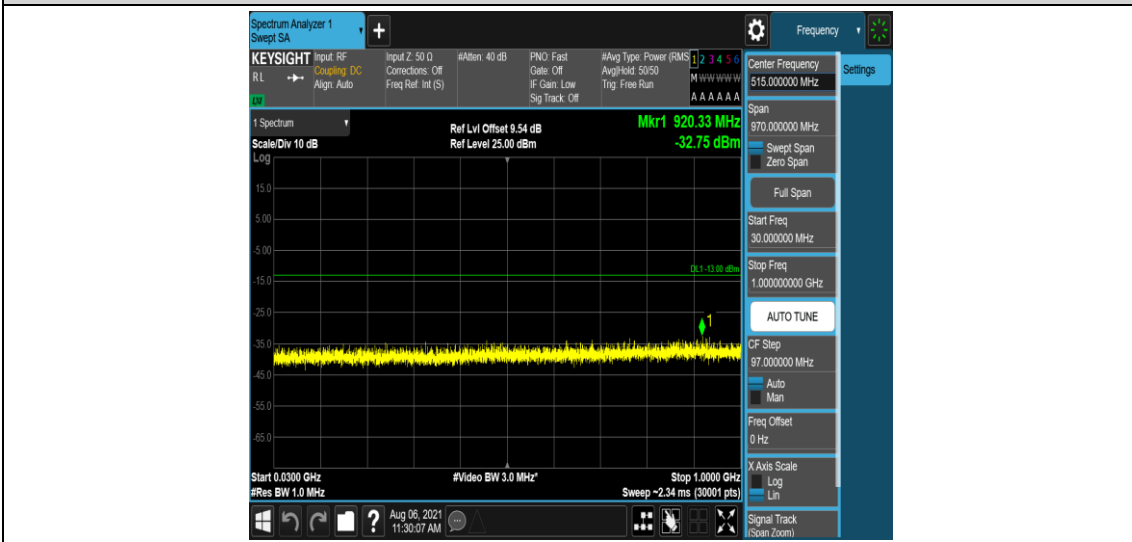 Spectrum Analyzer 1
Swept SA
+
Frequency
KEYSIGHT
RL
LXI
Input: RF
Coupling: DC
Align: Auto
Input Z: 50 Ω
Corrections: Off
Freq Ref: Int (S)
#Atten: 40 dB
PNO: Fast
Gate: Off
IF Gain: Low
Sig Track: Off
#Avg Type: Power (RMS
Avg|Hold: 50/50
Trig: Free Run
1 2 3 4 5 6
M W W W W W
A A A A A A
1 Spectrum
Scale/Div 10 dB
Log
Ref Lvl Offset 9.54 dB
Ref Level 25.00 dBm
Mkr1 920.33 MHz
-32.75 dBm
15.0
5.00
-5.00
DL1 -13.00 dBm
-15.0
-25.0
1
-35.0
-45.0
-55.0
-65.0
Start 0.0300 GHz
#Res BW 1.0 MHz
#Video BW 3.0 MHz*
Stop 1.0000 GHz
Sweep ~2.34 ms (30001 pts)
Center Frequency
515.000000 MHz
Settings
Span
970.000000 MHz
Swept Span
Zero Span
Full Span
Start Freq
30.000000 MHz
Stop Freq
1.000000000 GHz
AUTO TUNE
CF Step
97.000000 MHz
Auto
Man
Freq Offset
0 Hz
X Axis Scale
Log
Lin
Signal Track
(Span Zoom)
?
Aug 06, 2021
11:30:07 AM